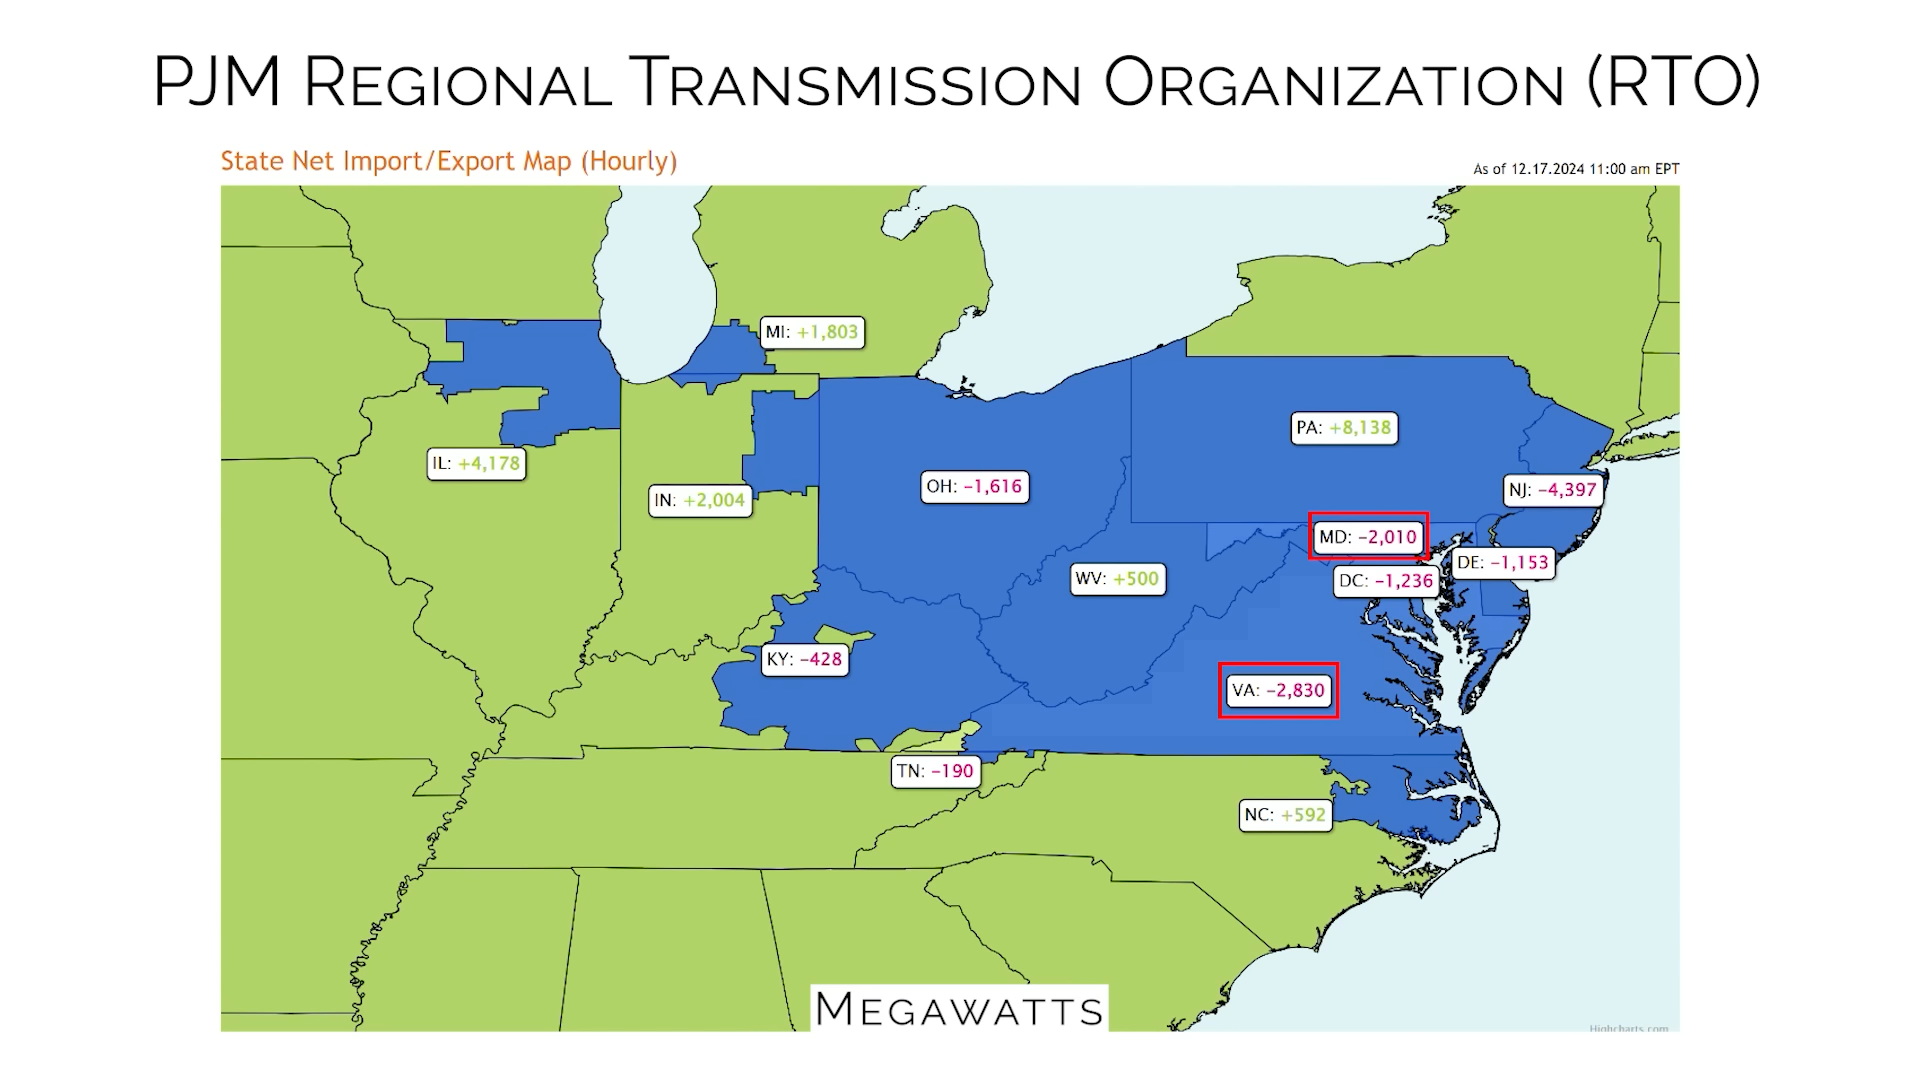 PJM REGIONAL TRANSMISSION ORGANIZATION (RTO)
State Net Import/Export Map (Hourly)
As of 12.17.2024 11:00 am EPT
MI: +1,803
PA: +8,138
IL: +4,178
OH: −1,616
NJ: −4,397
IN: +2,004
MD: −2,010
DE: −1,153
WV: +500
DC: −1,236
KY: −428
VA: −2,830
TN: −190
NC: +592
MEGAWATTS
Highcharts.com